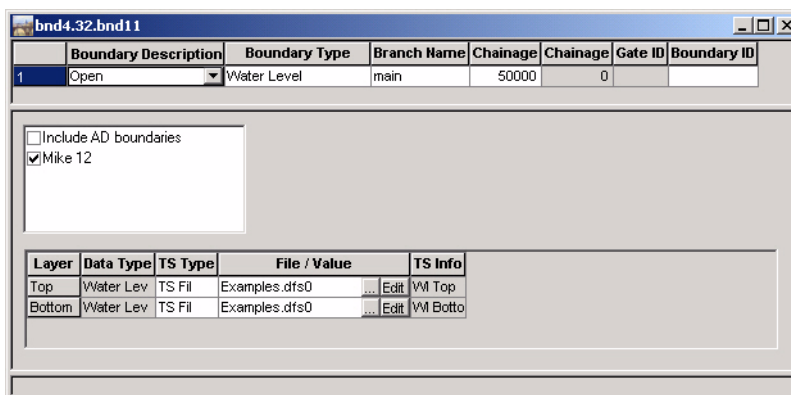 bnd4.32.bnd11
Boundary Description Boundary Type Branch Name Chainage Chainage Gate ID Boundary ID
1 Open Water Level main 50000 0
Include AD boundaries
Mike 12
Layer Data Type TS Type File / Value TS Info
Top Water Lev TS Fil Examples.dfs0 ... Edit Wl Top
Bottom Water Lev TS Fil Examples.dfs0 ... Edit Wl Botto